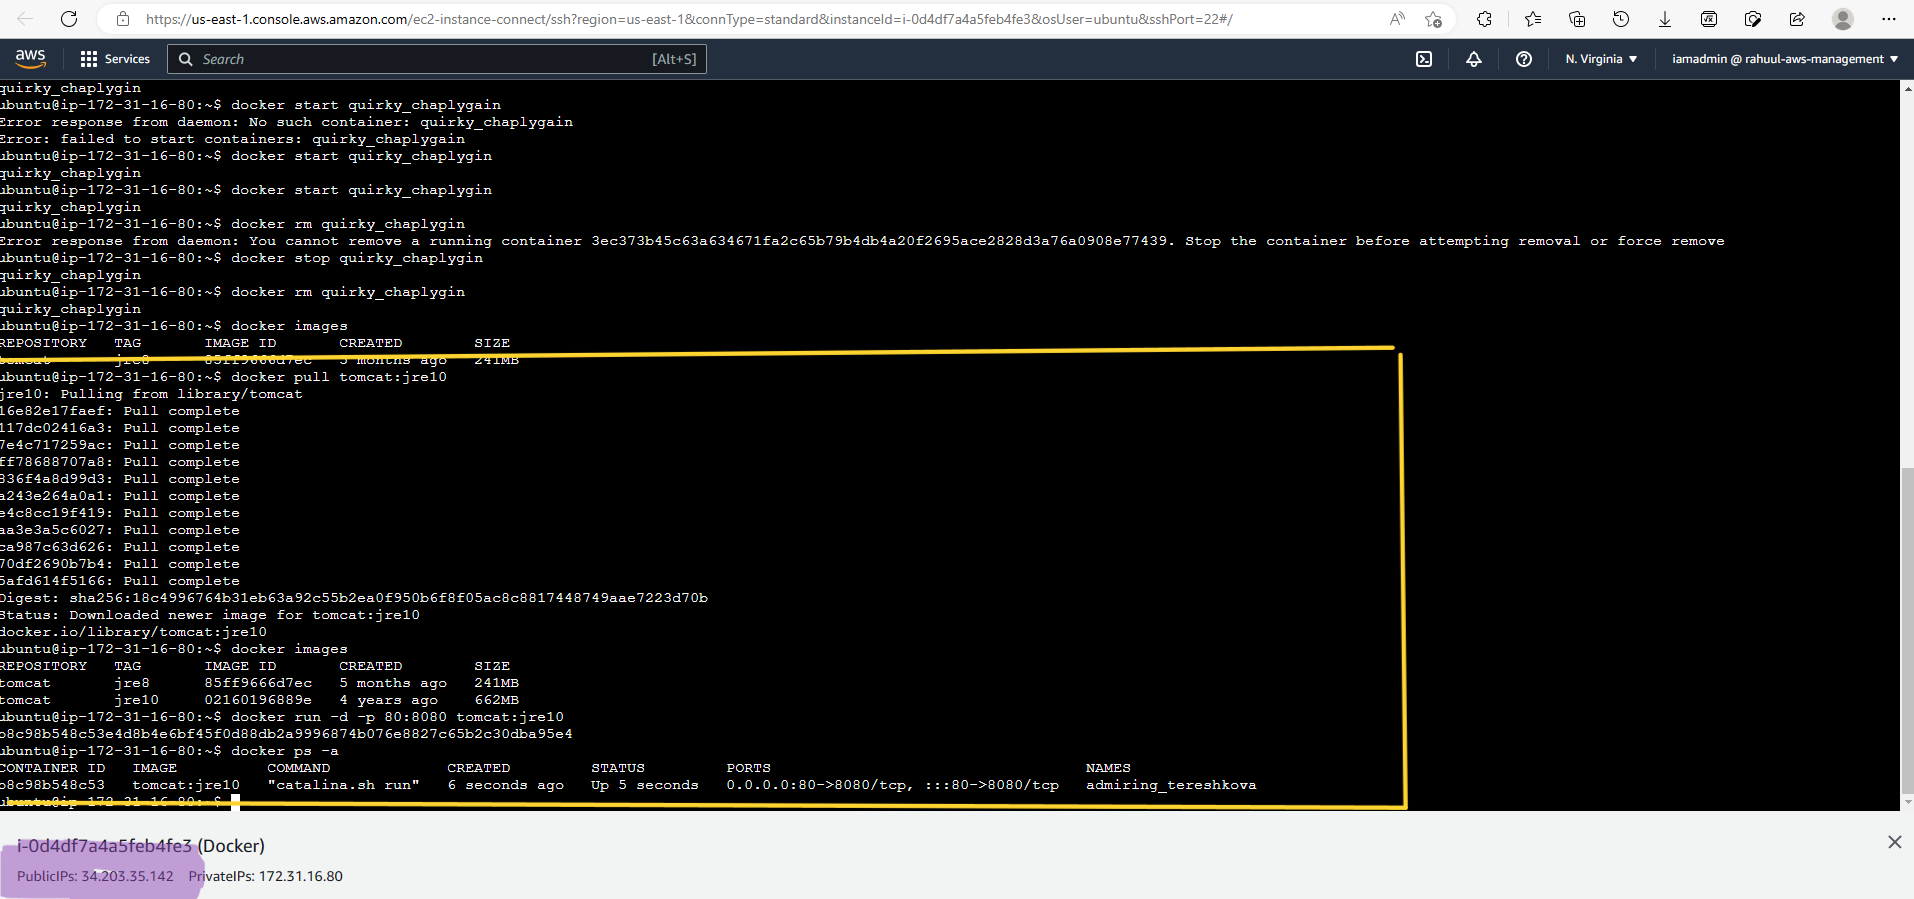 https://us-east-1.console.aws.amazon.com/ec2-instance-connect/ssh?region=us-east-1&connType=standard&instanceId=i-0d4df7a4a5feb4fe3&osUser=ubuntu&sshPort=22#/
aws Services Search [Alt+S] N. Virginia iamadmin @ rahuul-aws-management
quirky_chaplygin
ubuntu@ip-172-31-16-80:~$ docker start quirky_chaplygain
Error response from daemon: No such container: quirky_chaplygain
Error: failed to start containers: quirky_chaplygain
ubuntu@ip-172-31-16-80:~$ docker start quirky_chaplygin
quirky_chaplygin
ubuntu@ip-172-31-16-80:~$ docker start quirky_chaplygin
quirky_chaplygin
ubuntu@ip-172-31-16-80:~$ docker rm quirky_chaplygin
Error response from daemon: You cannot remove a running container 3ec373b45c63a634671fa2c65b79b4db4a20f2695ace2828d3a76a0908e77439. Stop the container before attempting removal or force remove
ubuntu@ip-172-31-16-80:~$ docker stop quirky_chaplygin
quirky_chaplygin
ubuntu@ip-172-31-16-80:~$ docker rm quirky_chaplygin
quirky_chaplygin
ubuntu@ip-172-31-16-80:~$ docker images
REPOSITORY TAG IMAGE ID CREATED SIZE
tomcat jre8 85ff9666d7ec 5 months ago 241MB
ubuntu@ip-172-31-16-80:~$ docker pull tomcat:jre10
jre10: Pulling from library/tomcat
16e82e17faef: Pull complete
117dc02416a3: Pull complete
7e4c717259ac: Pull complete
ff78688707a8: Pull complete
836f4a8d99d3: Pull complete
a243e264a0a1: Pull complete
e4c8cc19f419: Pull complete
aa3e3a5c6027: Pull complete
ca987c63d626: Pull complete
70df2690b7b4: Pull complete
5afd614f5166: Pull complete
Digest: sha256:18c4996764b31eb63a92c55b2ea0f950b6f8f05ac8c8817448749aae7223d70b
Status: Downloaded newer image for tomcat:jre10
docker.io/library/tomcat:jre10
ubuntu@ip-172-31-16-80:~$ docker images
REPOSITORY TAG IMAGE ID CREATED SIZE
tomcat jre8 85ff9666d7ec 5 months ago 241MB
tomcat jre10 02160196889e 4 years ago 662MB
ubuntu@ip-172-31-16-80:~$ docker run -d -p 80:8080 tomcat:jre10
b8c98b548c53e4d8b4e6bf45f0d88db2a9996874b076e8827c65b2c30dba95e4
ubuntu@ip-172-31-16-80:~$ docker ps -a
CONTAINER ID IMAGE COMMAND CREATED STATUS PORTS NAMES
b8c98b548c53 tomcat:jre10 "catalina.sh run" 6 seconds ago Up 5 seconds 0.0.0.0:80->8080/tcp, :::80->8080/tcp admiring_tereshkova
ubuntu@ip-172-31-16-80:~$
i-0d4df7a4a5feb4fe3 (Docker)
PublicIPs: 34.203.35.142 PrivateIPs: 172.31.16.80